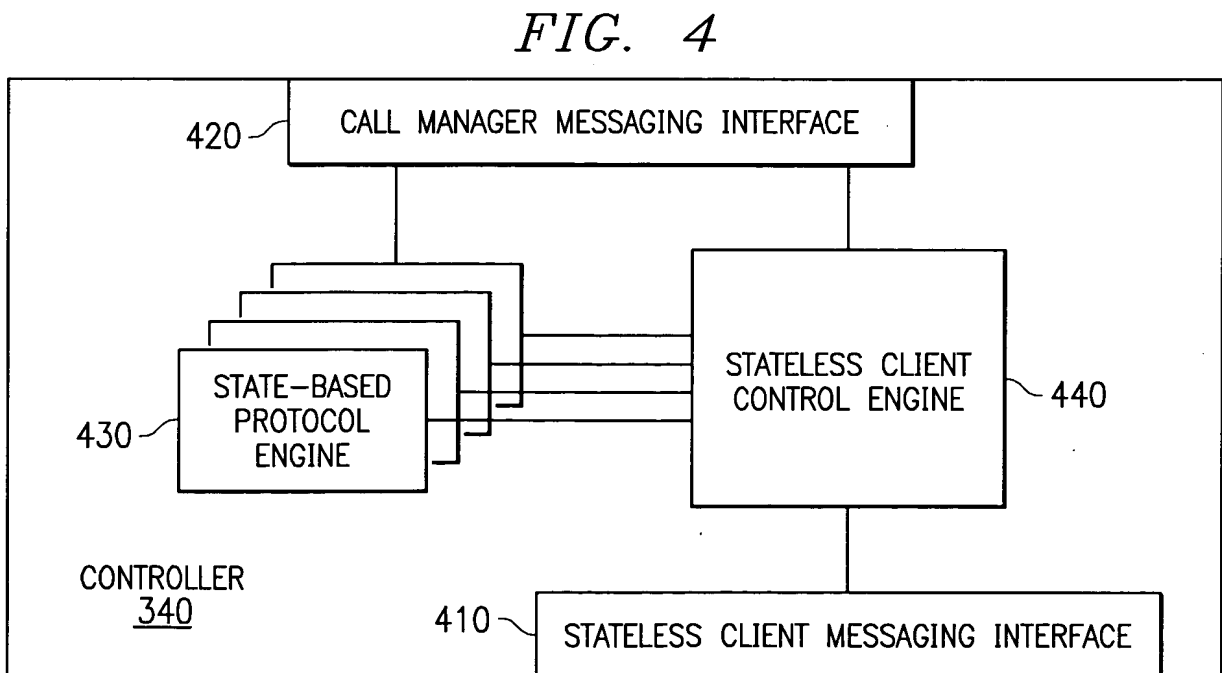 FIG. 4
CALL MANAGER MESSAGING INTERFACE
420
STATE-BASED
PROTOCOL
ENGINE
430
STATELESS CLIENT
CONTROL ENGINE
440
CONTROLLER
340
410
STATELESS CLIENT MESSAGING INTERFACE